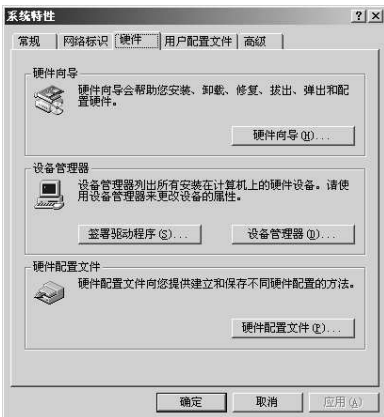 系统特性
常规 网络标识 硬件 用户配置文件 高级
硬件向导
硬件向导会帮助您安装、卸载、修复、拔出、弹出和配
置硬件。
硬件向导(H)...
设备管理器
设备管理器列出所有安装在计算机上的硬件设备。请使
用设备管理器来更改设备的属性。
签署驱动程序(S)... 设备管理器(D)...
硬件配置文件
硬件配置文件向您提供建立和保存不同硬件配置的方法。
硬件配置文件(P)...
确定 取消 应用(A)